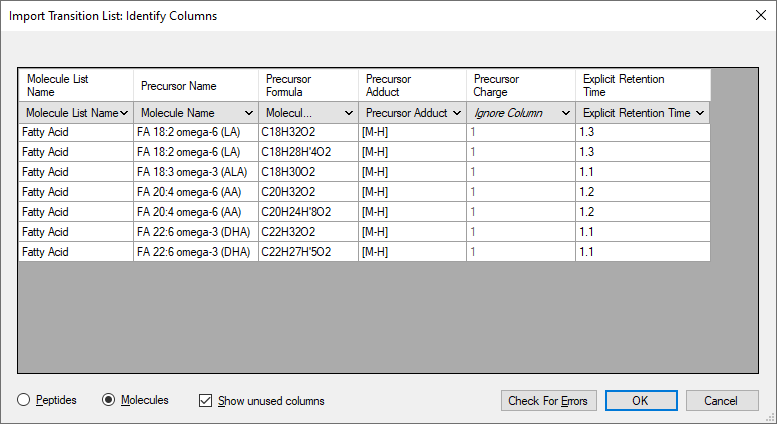 Import Transition List: Identify Columns
Molecule List Name Precursor Name Precursor Formula Precursor Adduct Precursor Charge Explicit Retention Time
Molecule List Name Molecule Name Molecul... Precursor Adduct Ignore Column Explicit Retention Time
Fatty Acid FA 18:2 omega-6 (LA) C18H32O2 [M-H] 1 1.3
Fatty Acid FA 18:2 omega-6 (LA) C18H28H'4O2 [M-H] 1 1.3
Fatty Acid FA 18:3 omega-3 (ALA) C18H30O2 [M-H] 1 1.1
Fatty Acid FA 20:4 omega-6 (AA) C20H32O2 [M-H] 1 1.2
Fatty Acid FA 20:4 omega-6 (AA) C20H24H'8O2 [M-H] 1 1.2
Fatty Acid FA 22:6 omega-3 (DHA) C22H32O2 [M-H] 1 1.1
Fatty Acid FA 22:6 omega-3 (DHA) C22H27H'5O2 [M-H] 1 1.1
Peptides Molecules Show unused columns Check For Errors OK Cancel